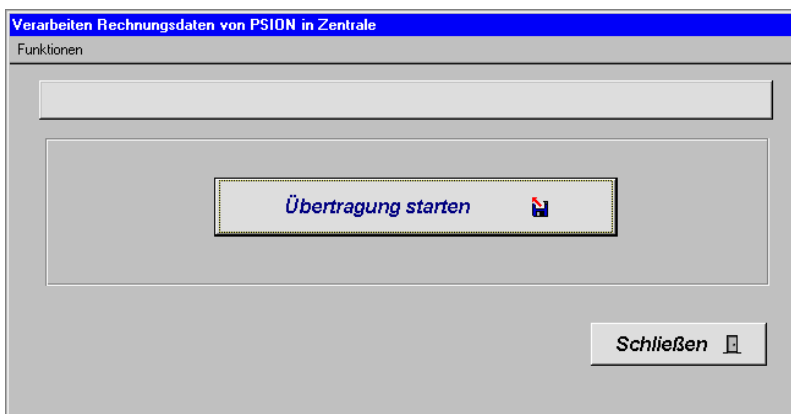 Verarbeiten Rechnungsdaten von PSION in Zentrale
Funktionen
Übertragung starten
Schließen